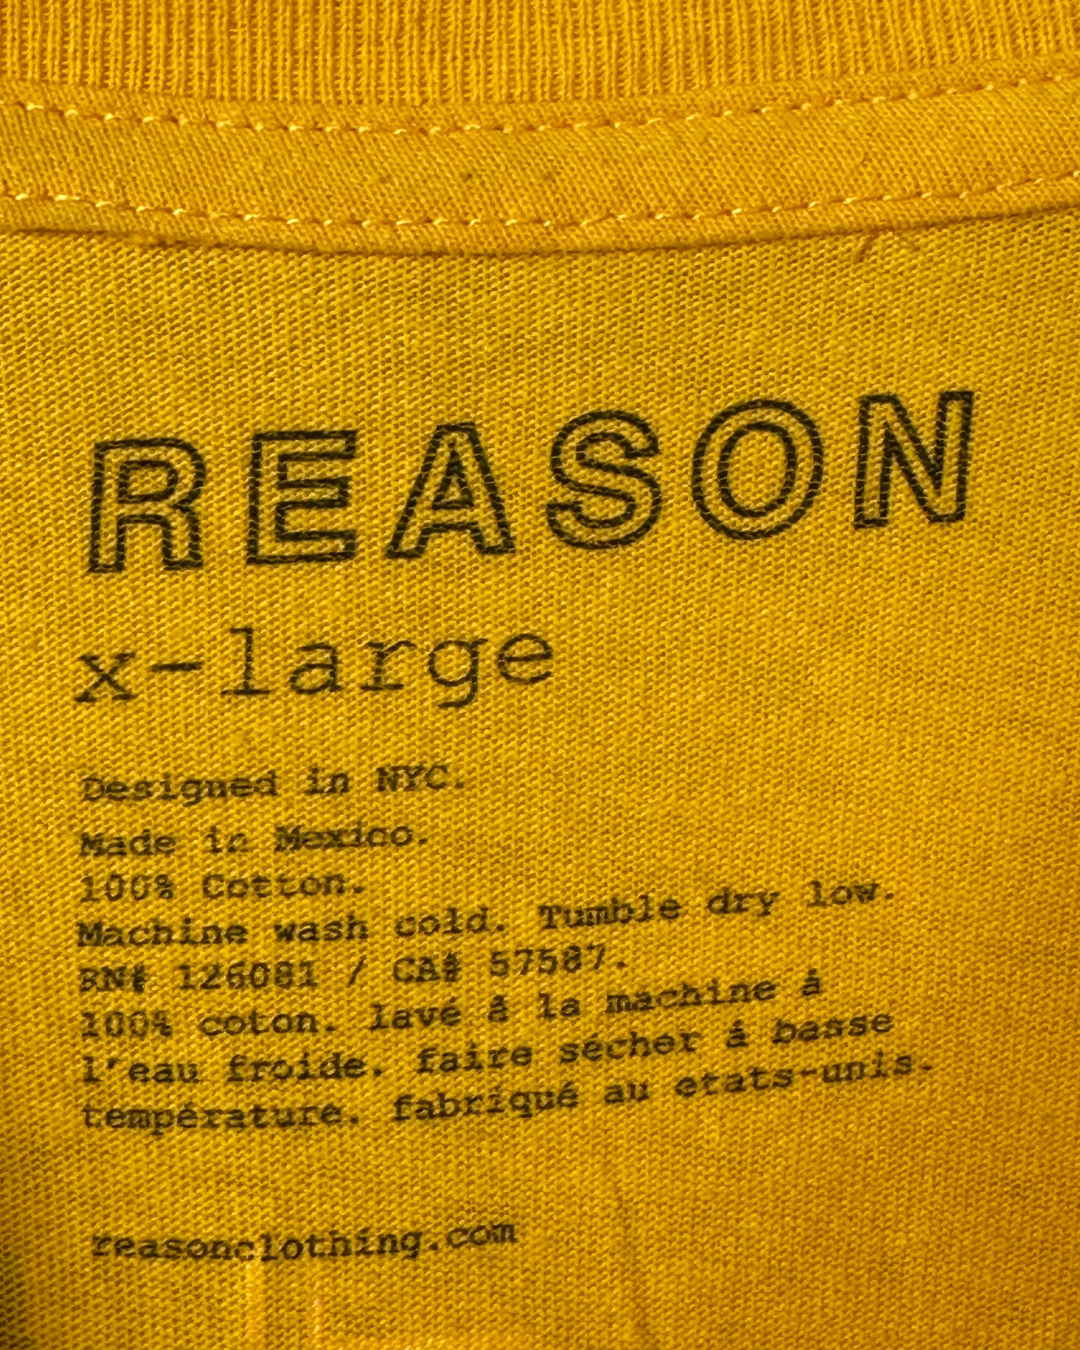 REASON
x-large
Designed in NYC.
Made in Mexico.
100% Cotton.
Machine wash cold. Tumble dry low.
RN# 126081 / CA# 57587.
100% coton. lavé à la machine à
l'eau froide. faire sécher à basse
température. fabriqué au etats-unis.
reasonclothing.com